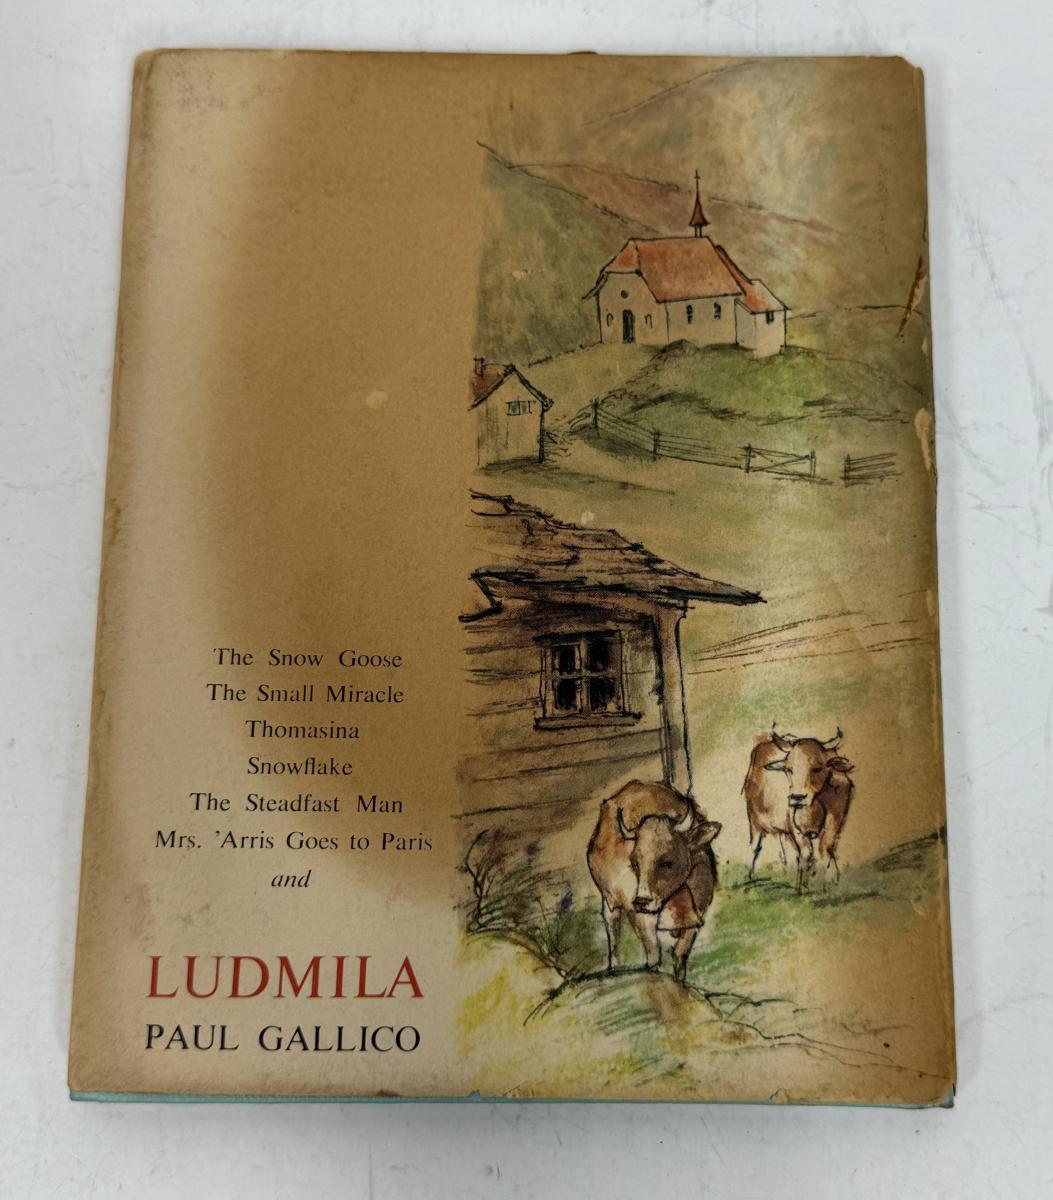 The Snow Goose
The Small Miracle
Thomasina
Snowflake
The Steadfast Man
Mrs. ’Arris Goes to Paris
and
LUDMILA
PAUL GALLICO